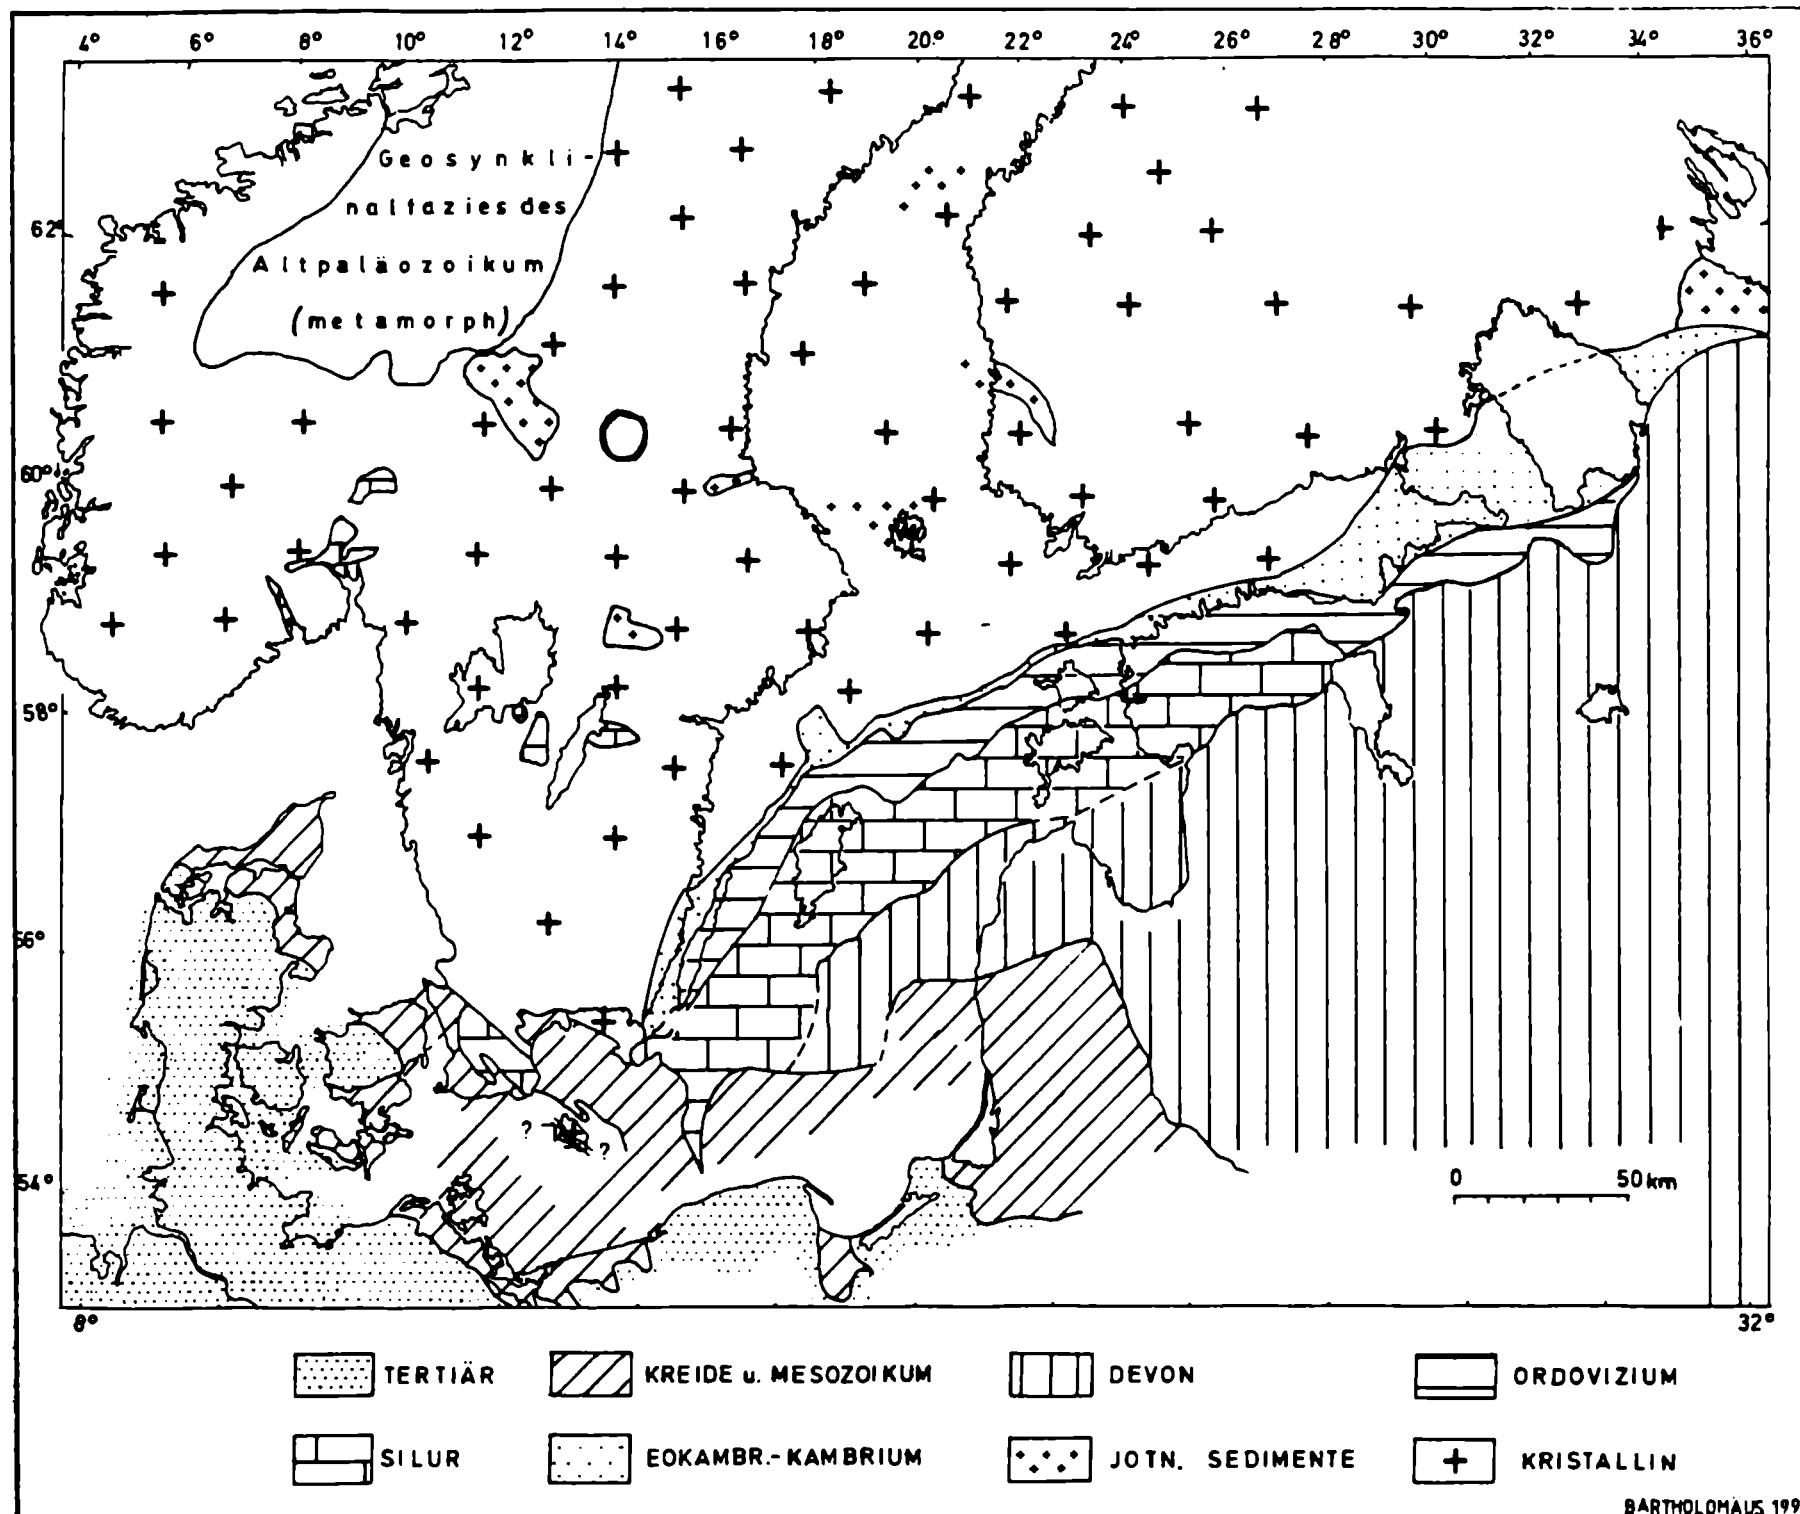 4° 6° 8° 10° 12° 14° 16° 18° 20° 22° 24° 26° 28° 30° 32° 34° 36°
Geosynkli-
nalfazies des
Altpaläozoikum
(metamorph)
62°
60°
58°
56°
54°
? ?
0 50 km
8° 32°
TERTIÄR KREIDE u. MESOZOIKUM DEVON ORDOVIZIUM
SILUR EOKAMBR.-KAMBRIUM JOTN. SEDIMENTE KRISTALLIN
BARTHOLOMÄUS 199